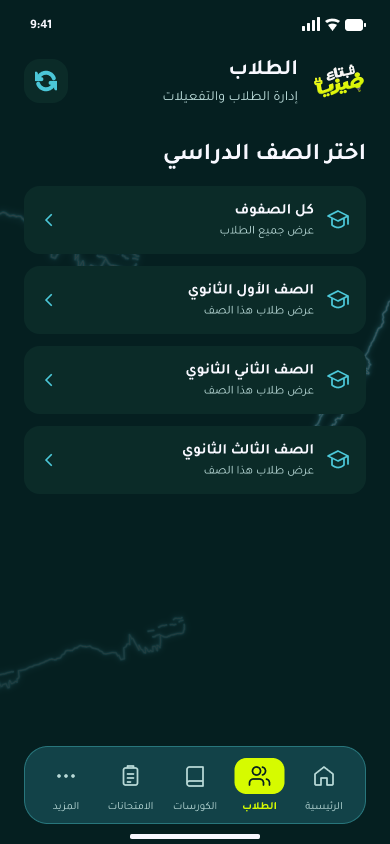 9:41
بتاع
فيزيا
الطلاب
إدارة الطلاب والتفعيلات
اختر الصف الدراسي
كل الصفوف
عرض جميع الطلاب
الصف الأول الثانوي
عرض طلاب هذا الصف
الصف الثاني الثانوي
عرض طلاب هذا الصف
الصف الثالث الثانوي
عرض طلاب هذا الصف
الرئيسية
الطلاب
الكورسات
الامتحانات
المزيد